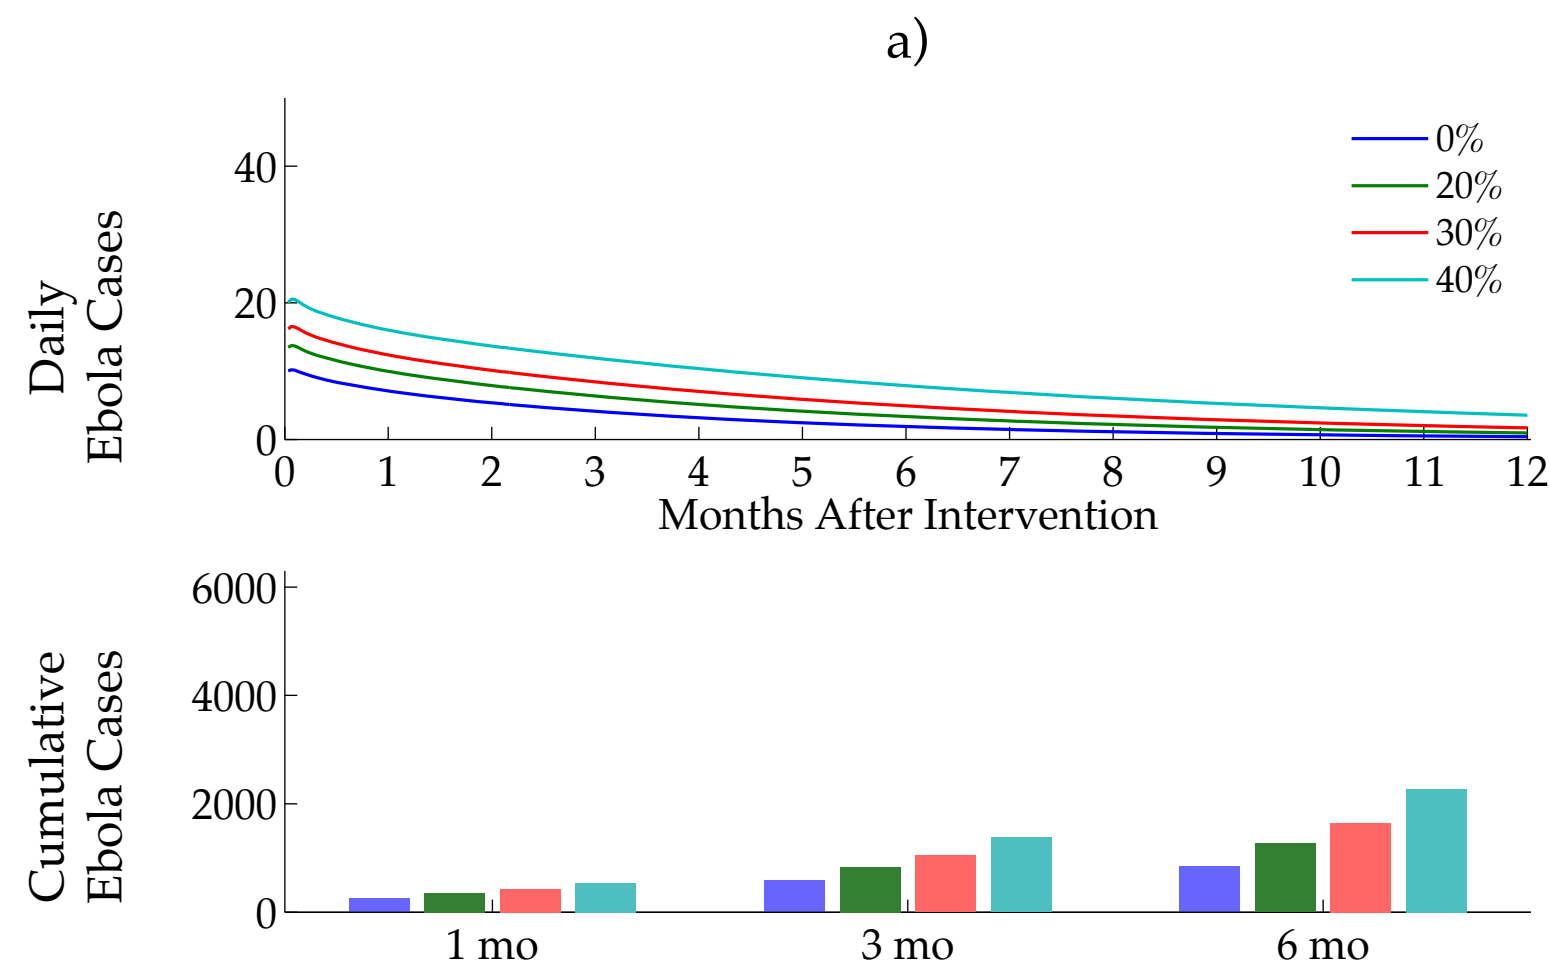 a)
Daily
Ebola Cases
40
20
0
0%
20%
30%
40%
0 1 2 3 4 5 6 7 8 9 10 11 12
Months After Intervention
Cumulative
Ebola Cases
6000
4000
2000
0
1 mo 3 mo 6 mo